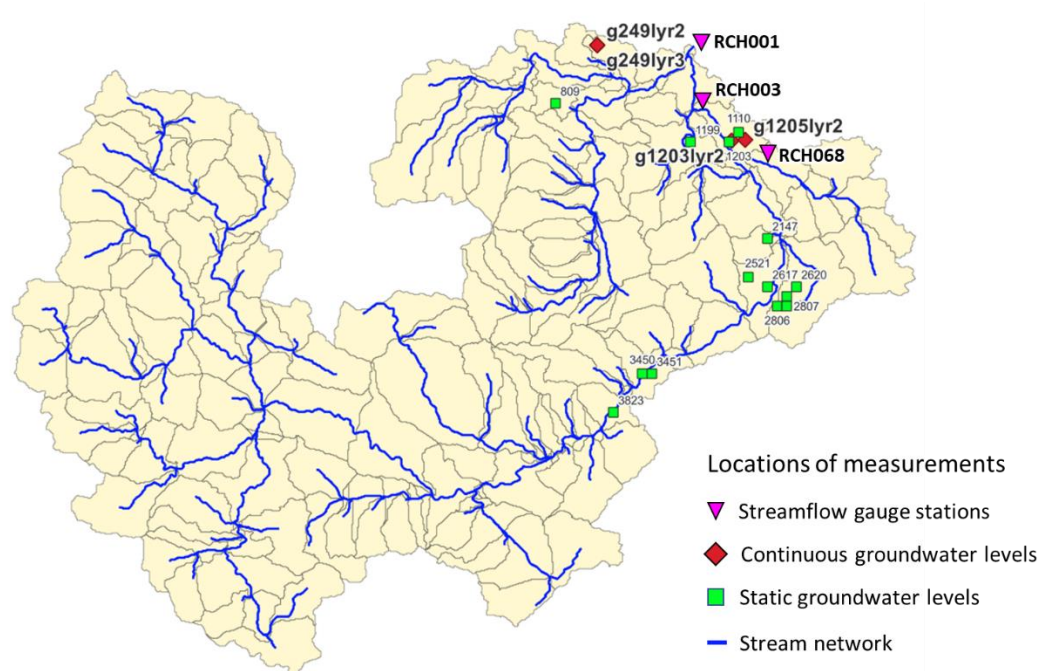 g249lyr2
RCH001
g249lyr3
809
RCH003
1110
g1205lyr2
1199
g1203lyr2
1203
RCH068
2147
2521
2617
2620
2807
2806
3450
3451
3823
Locations of measurements
Streamflow gauge stations
Continuous groundwater levels
Static groundwater levels
Stream network